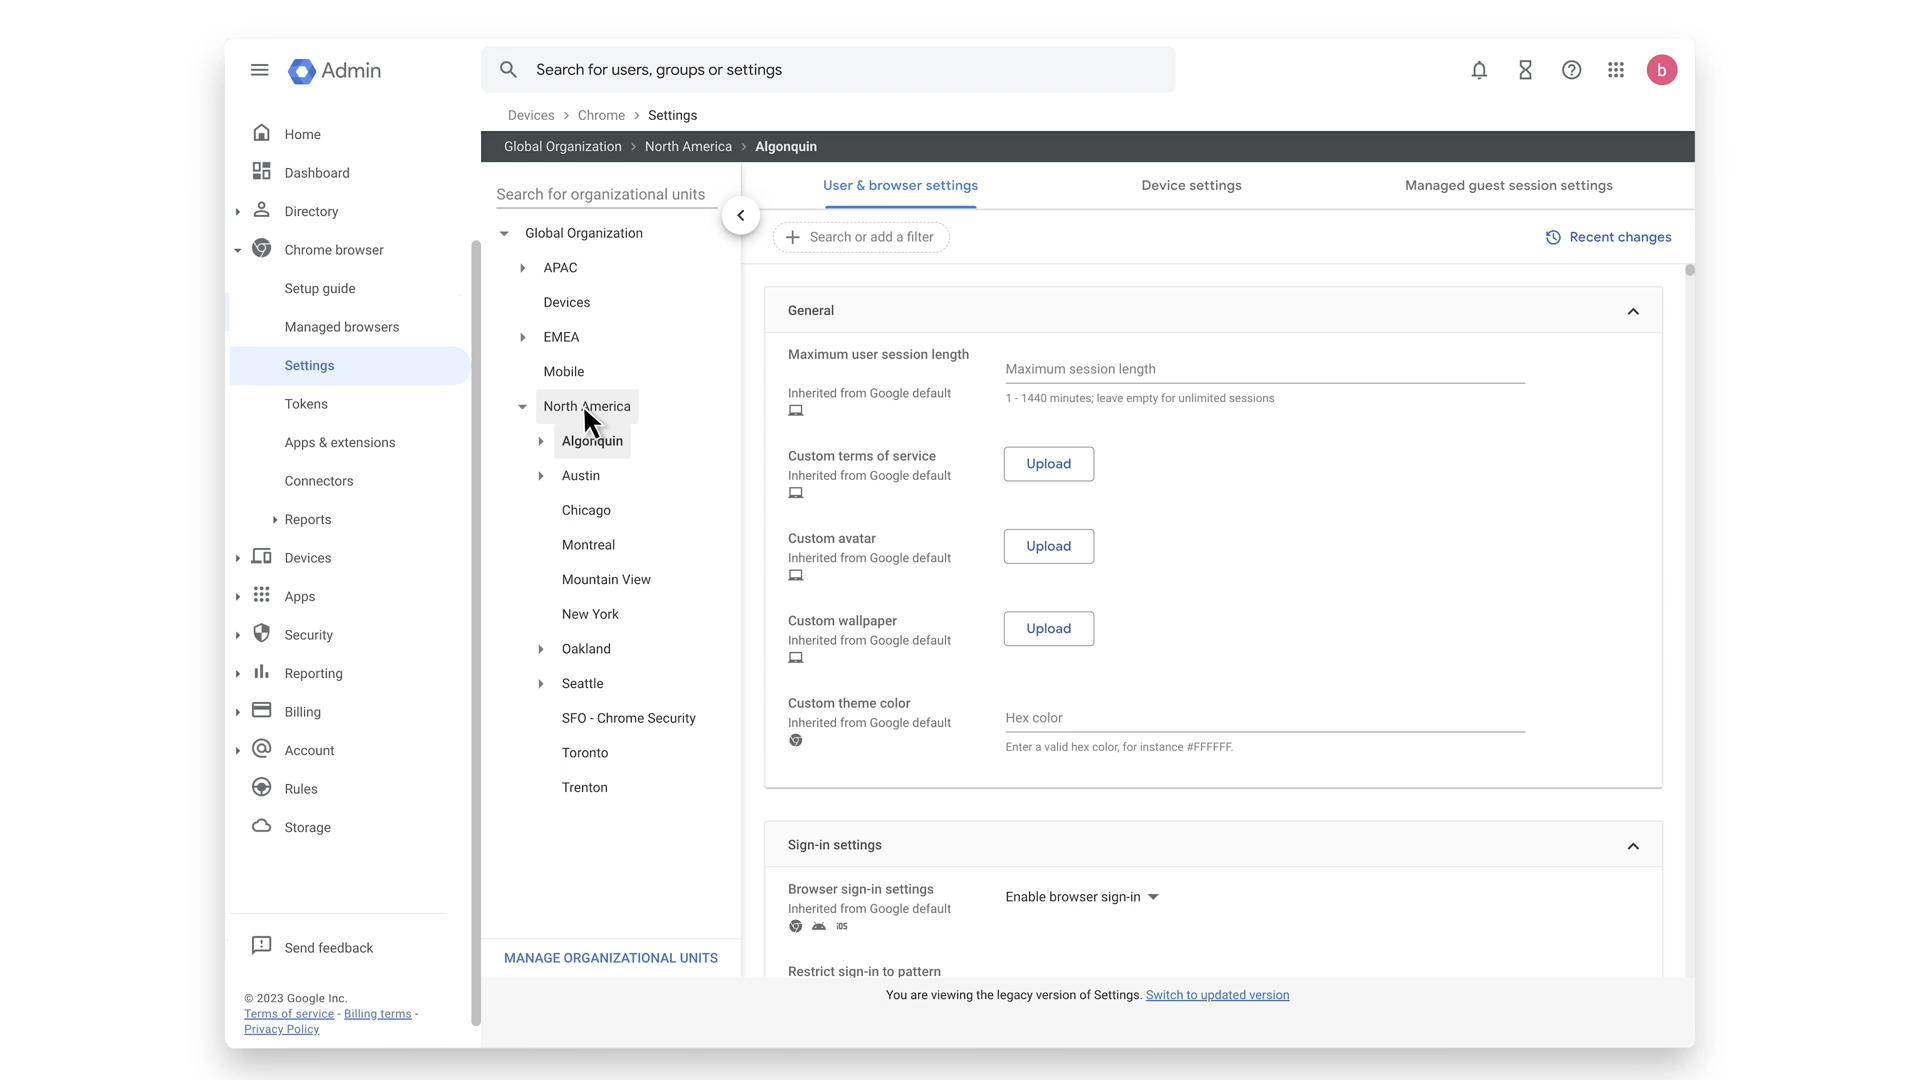 Admin
Search for users, groups or settings
b
Devices > Chrome > Settings
Global Organization > North America > Algonquin
Home
Dashboard
Directory
Chrome browser
Setup guide
Managed browsers
Settings
Tokens
Apps & extensions
Connectors
Reports
Devices
Apps
Security
Reporting
Billing
Account
Rules
Storage
Send feedback
© 2023 Google Inc.
Terms of service - Billing terms -
Privacy Policy
Search for organizational units
Global Organization
APAC
Devices
EMEA
Mobile
North America
Algonquin
Austin
Chicago
Montreal
Mountain View
New York
Oakland
Seattle
SFO - Chrome Security
Toronto
Trenton
MANAGE ORGANIZATIONAL UNITS
User & browser settings
Device settings
Managed guest session settings
Search or add a filter
Recent changes
General
Maximum user session length
Inherited from Google default
Maximum session length
1 - 1440 minutes; leave empty for unlimited sessions
Custom terms of service
Inherited from Google default
Upload
Custom avatar
Inherited from Google default
Upload
Custom wallpaper
Inherited from Google default
Upload
Custom theme color
Inherited from Google default
Hex color
Enter a valid hex color, for instance #FFFFFF.
Sign-in settings
Browser sign-in settings
Inherited from Google default
iOS
Enable browser sign-in
Restrict sign-in to pattern
You are viewing the legacy version of Settings. Switch to updated version